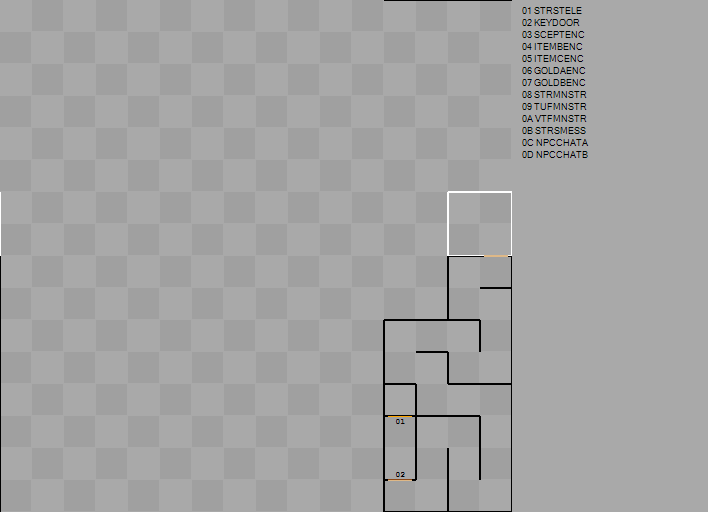 01 STRSTELE
02 KEYDOOR
03 SCEPTENC
04 ITEMBENC
05 ITEMCENC
06 GOLDAENC
07 GOLDBENC
08 STRMNSTR
09 TUFMNSTR
0A VTFMNSTR
0B STRSMESS
0C NPCCHATA
0D NPCCHATB
01
02